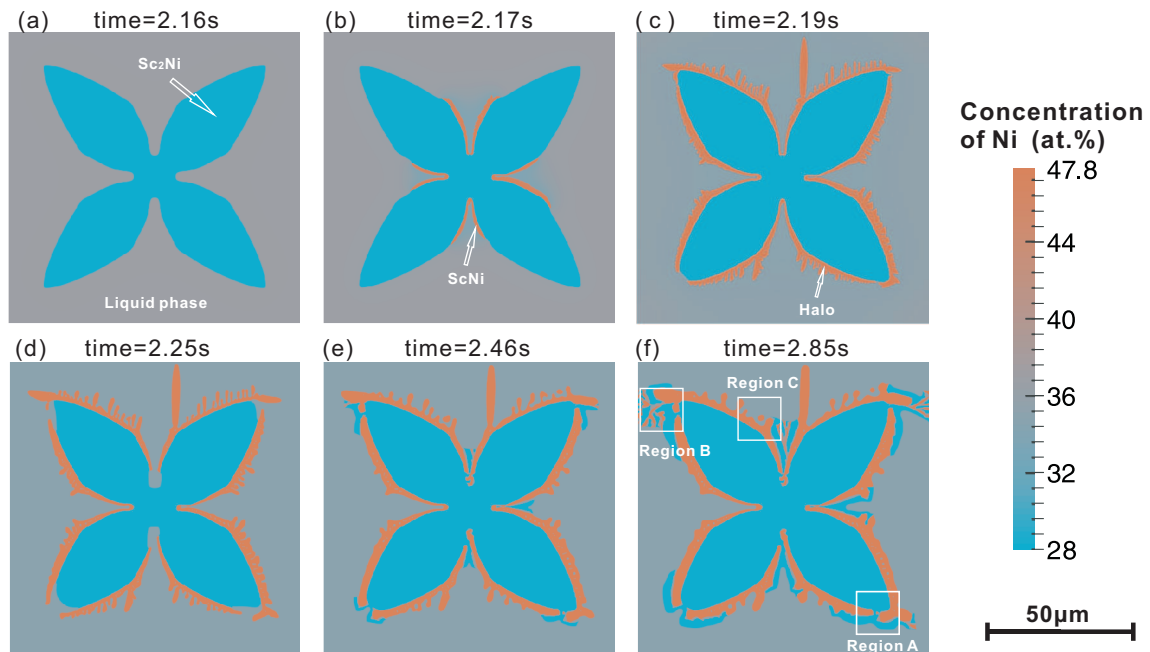 (a) time=2.16s
(b) time=2.17s
(c) time=2.19s
Sc₂Ni
Liquid phase
ScNi
Halo
(d) time=2.25s
(e) time=2.46s
(f) time=2.85s
Region C
Region B
Region A
Concentration
of Ni (at.%)
47.8
44
40
36
32
28
50μm